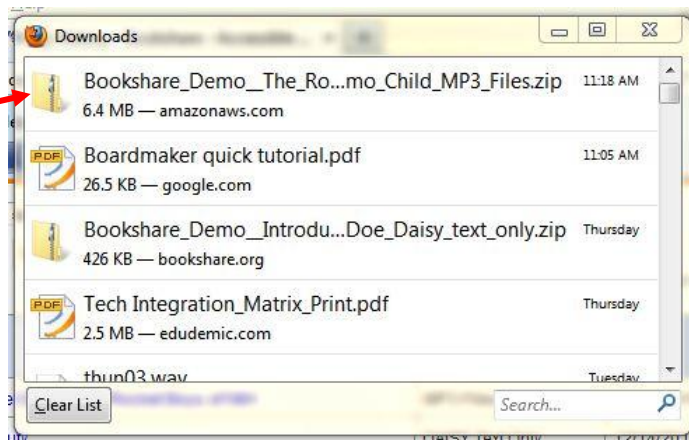 Downloads
Bookshare_Demo__The_Ro...mo_Child_MP3_Files.zip 11:18 AM
6.4 MB — amazonaws.com
PDF Boardmaker quick tutorial.pdf 11:05 AM
26.5 KB — google.com
Bookshare_Demo__Introdu...Doe_Daisy_text_only.zip Thursday
426 KB — bookshare.org
PDF Tech Integration_Matrix_Print.pdf Thursday
2.5 MB — edudemic.com
thun03.wav Tuesday
Clear List Search...